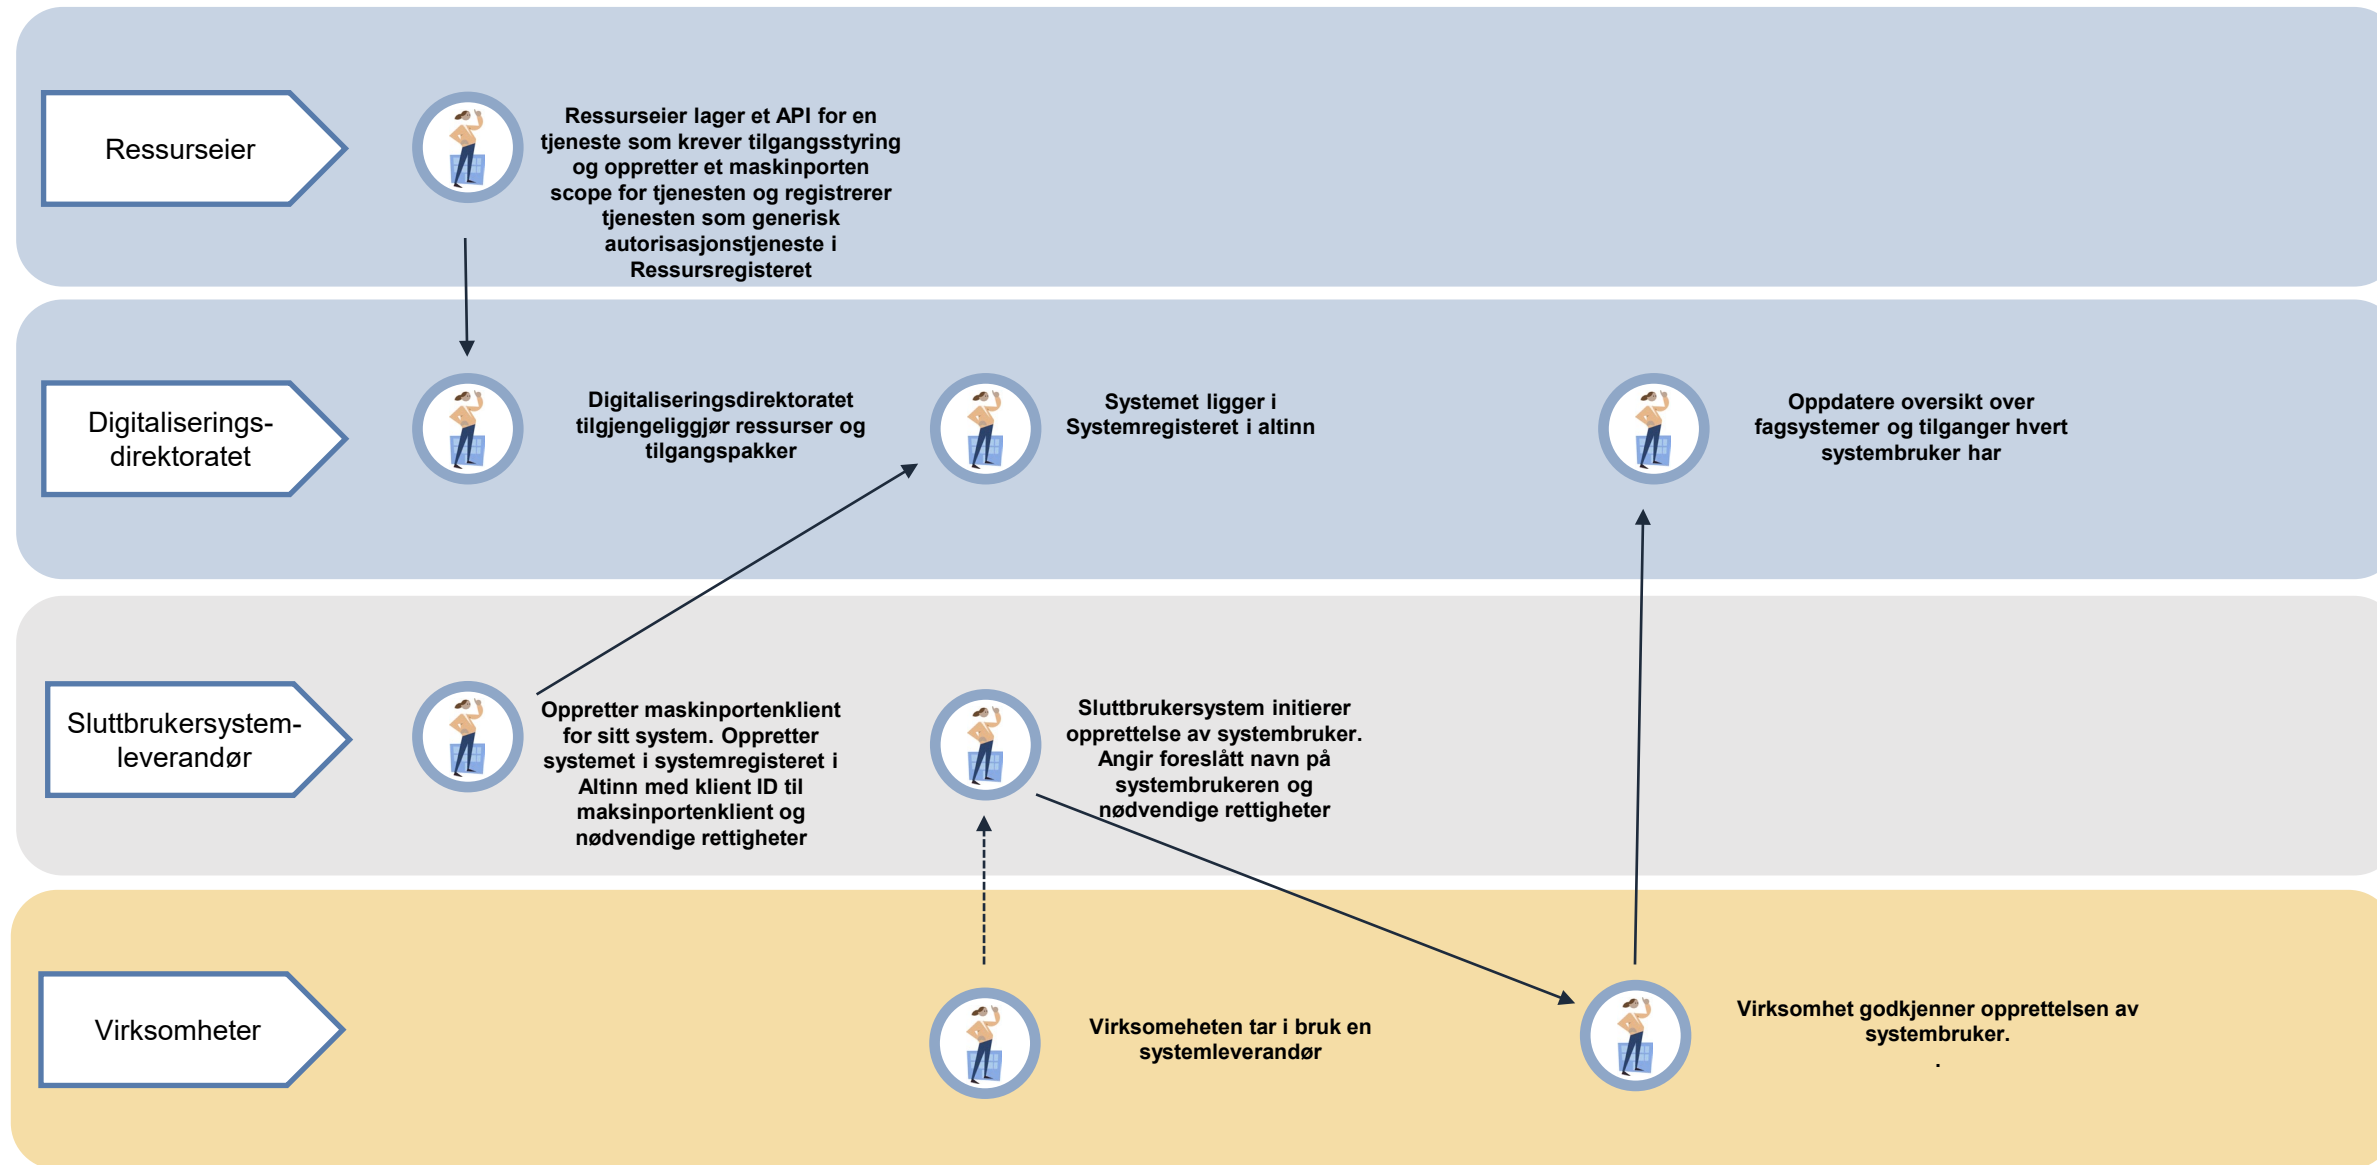 Ressurseier
Ressurseier lager et API for en
tjeneste som krever tilgangsstyring
og oppretter et maskinporten
scope for tjenesten og registrerer
tjenesten som generisk
autorisasjonstjeneste i
Ressursregisteret
Digitaliserings-
direktoratet
Digitaliseringsdirektoratet
tilgjengeliggjør ressurser og
tilgangspakker
Systemet ligger i
Systemregisteret i altinn
Oppdatere oversikt over
fagsystemer og tilganger hvert
systembruker har
Sluttbrukersystem-
leverandør
Oppretter maskinportenklient
for sitt system. Oppretter
systemet i systemregisteret i
Altinn med klient ID til
maksinportenklient og
nødvendige rettigheter
Sluttbrukersystem initierer
opprettelse av systembruker.
Angir foreslått navn på
systembrukeren og
nødvendige rettigheter
Virksomheter
Virksomeheten tar i bruk en
systemleverandør
Virksomhet godkjenner opprettelsen av
systembruker.
.